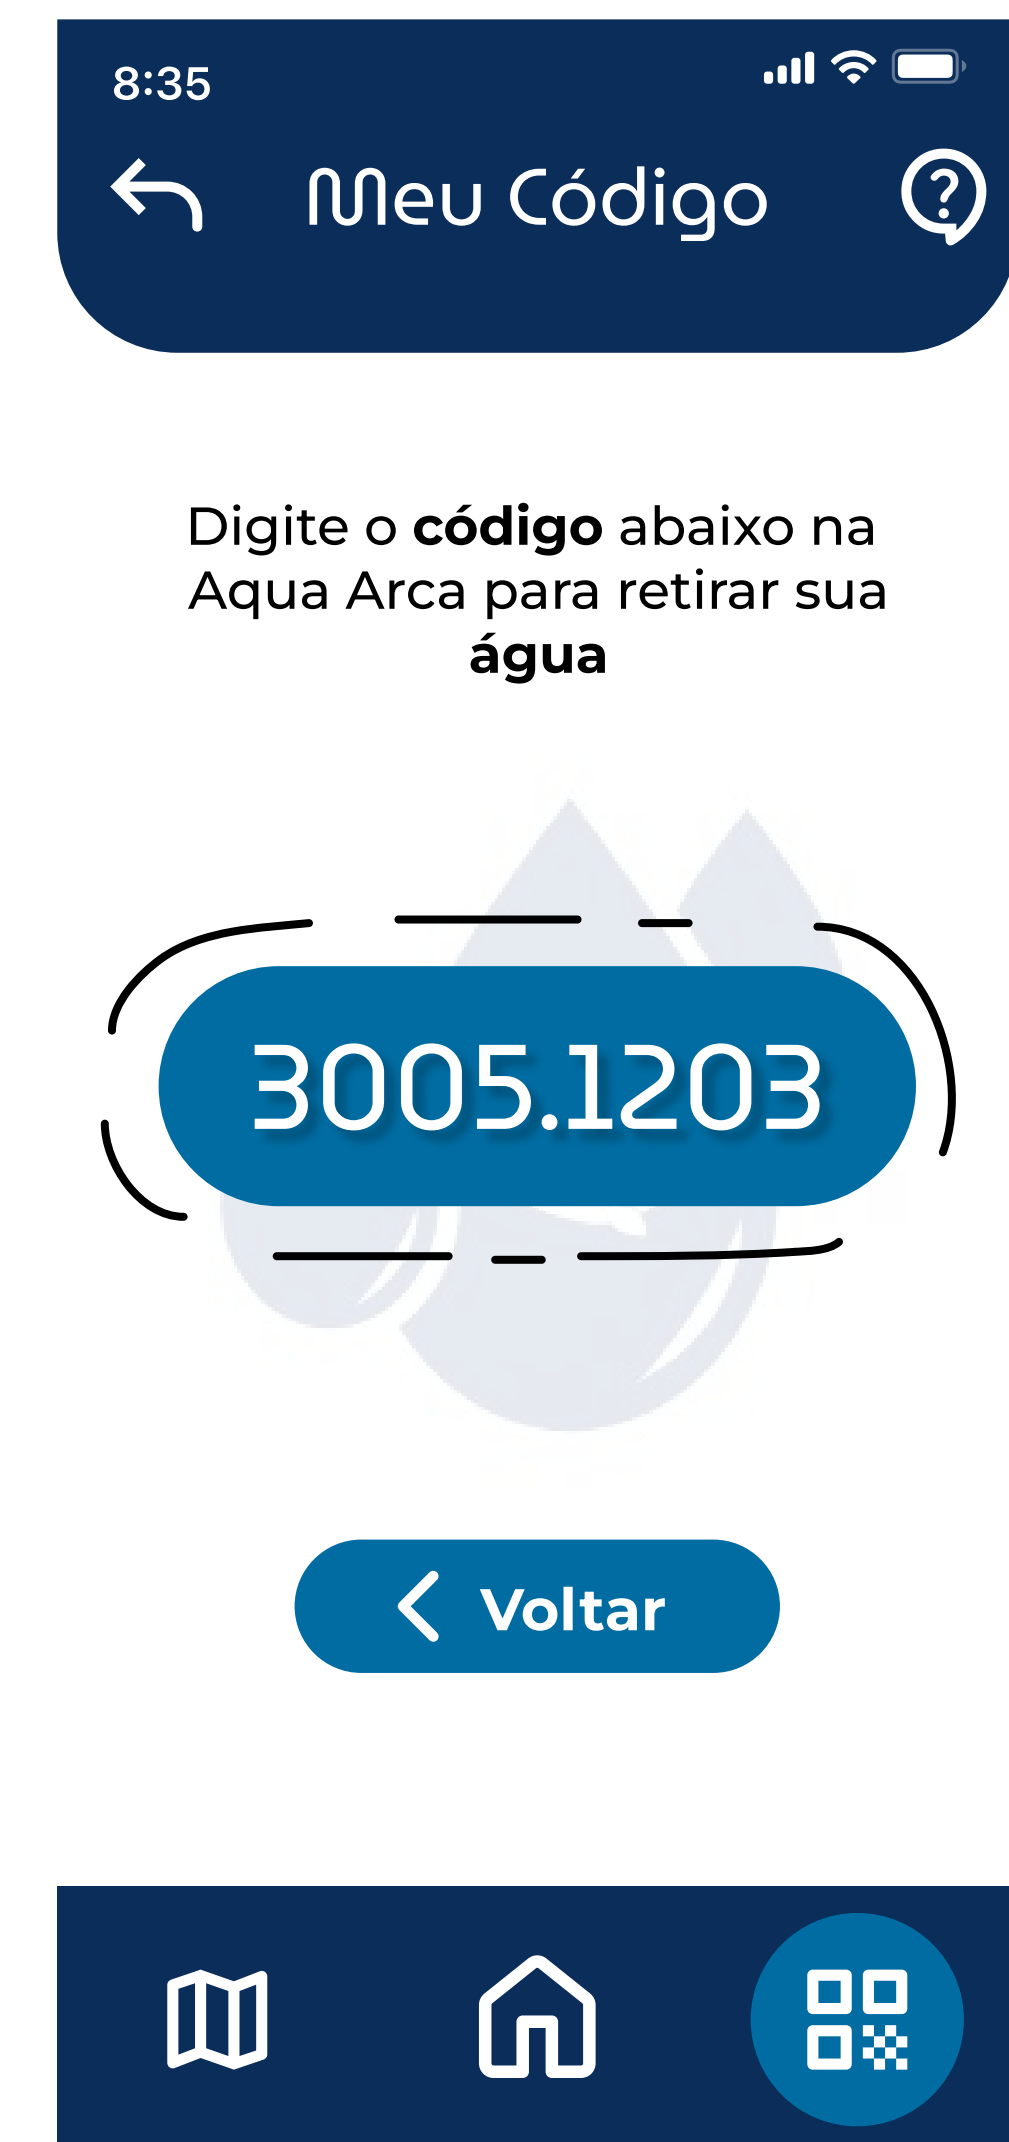 8:35
Meu Código
Digite o código abaixo na
Aqua Arca para retirar sua
água
3005.1203
Voltar